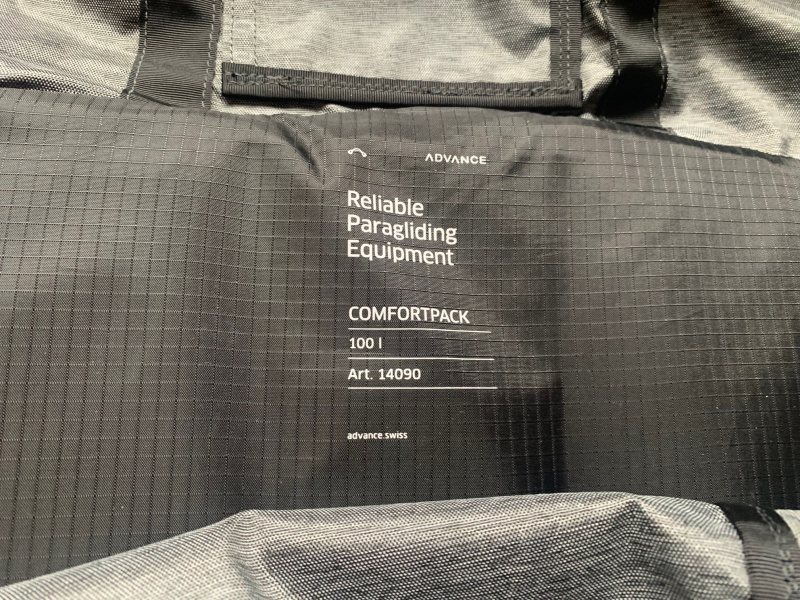 ADVANCE
Reliable
Paragliding
Equipment
COMFORTPACK
100 l
Art. 14090
advance.swiss